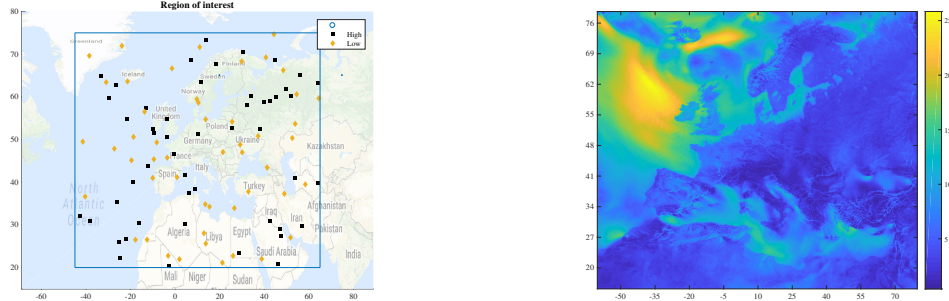 Region of interest
80
70
60
50
40
30
20
-60
-40
-20
0
20
40
60
80
High
Low
Greenland
Iceland
Norway
Sweden
Finland
United
Kingdom
Poland
Germany
Ukraine
France
Kazakhstan
Spain
Italy
Turkey
North
Atlantic
Ocean
Iraq
Iran
Afghanistan
Pakistan
Algeria
Libya
Egypt
Saudi Arabia
India
Mali
Niger
Sudan
76
69
62
55
48
41
34
27
20
-50
-35
-20
-5
10
25
40
55
70